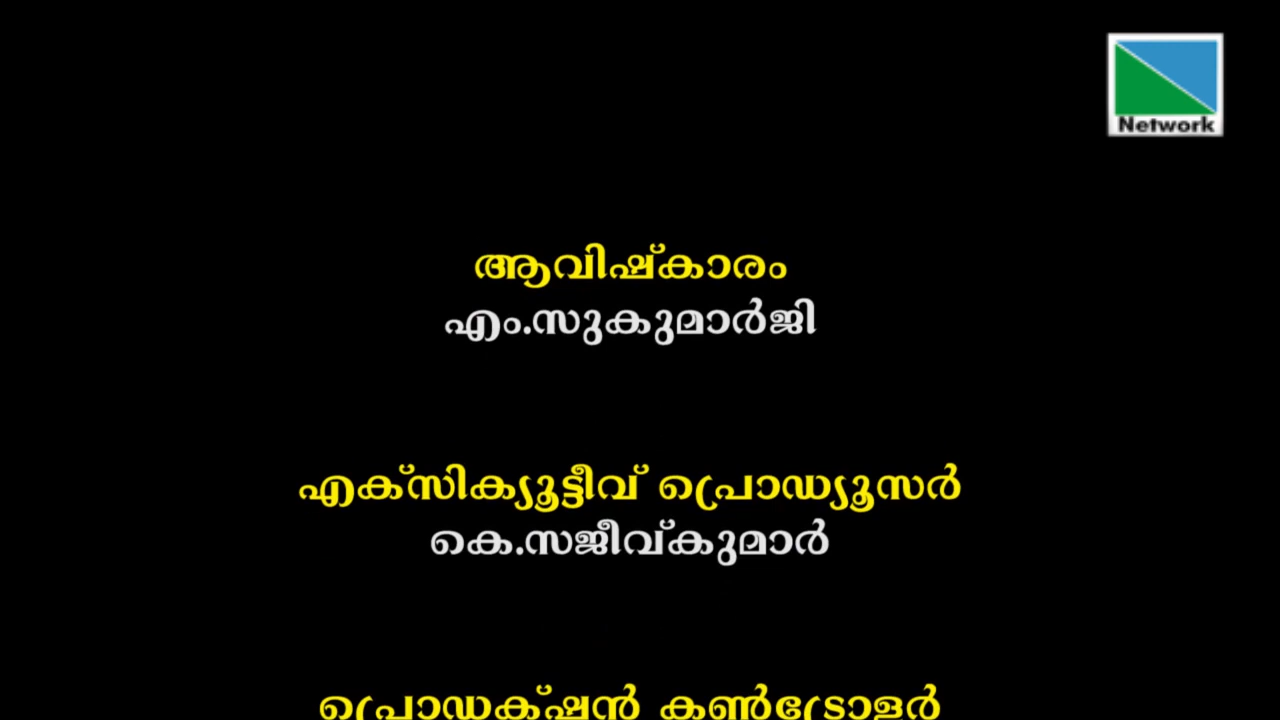 Network
ആവിഷ്കാരം
എം.സുകുമാർജി
എക്സിക്യൂട്ടീവ് പ്രൊഡ്യൂസർ
കെ.സജീവ്കുമാർ
പ്രൊഡക്ഷൻ കൺട്രോളർ